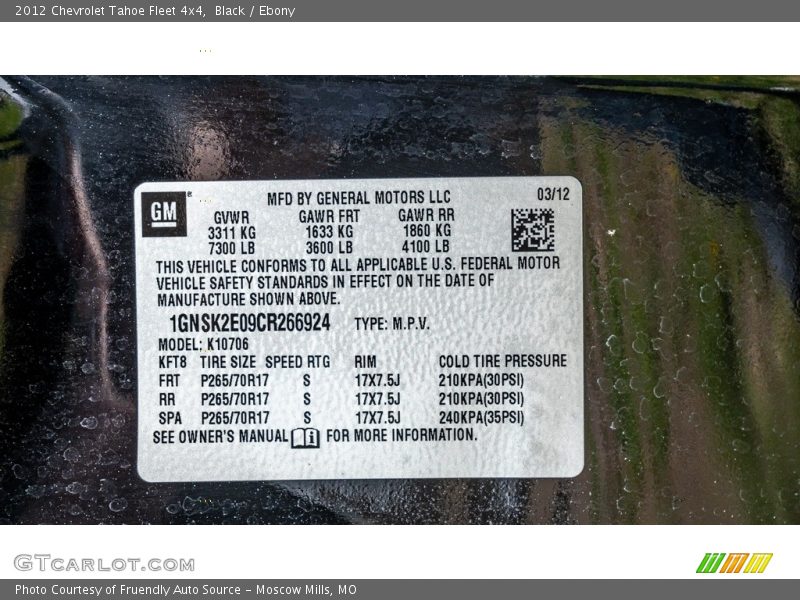 2012 Chevrolet Tahoe Fleet 4x4, Black / Ebony
GM
MFD BY GENERAL MOTORS LLC 03/12
GVWR GAWR FRT GAWR RR
3311 KG 1633 KG 1860 KG
7300 LB 3600 LB 4100 LB
THIS VEHICLE CONFORMS TO ALL APPLICABLE U.S. FEDERAL MOTOR
VEHICLE SAFETY STANDARDS IN EFFECT ON THE DATE OF
MANUFACTURE SHOWN ABOVE.
1GNSK2E09CR266924 TYPE: M.P.V.
MODEL: K10706
KFT8 TIRE SIZE SPEED RTG RIM COLD TIRE PRESSURE
FRT P265/70R17 S 17X7.5J 210KPA(30PSI)
RR P265/70R17 S 17X7.5J 210KPA(30PSI)
SPA P265/70R17 S 17X7.5J 240KPA(35PSI)
SEE OWNER'S MANUAL FOR MORE INFORMATION.
GTCARLOT.COM
Photo Courtesy of Fruendly Auto Source - Moscow Mills, MO